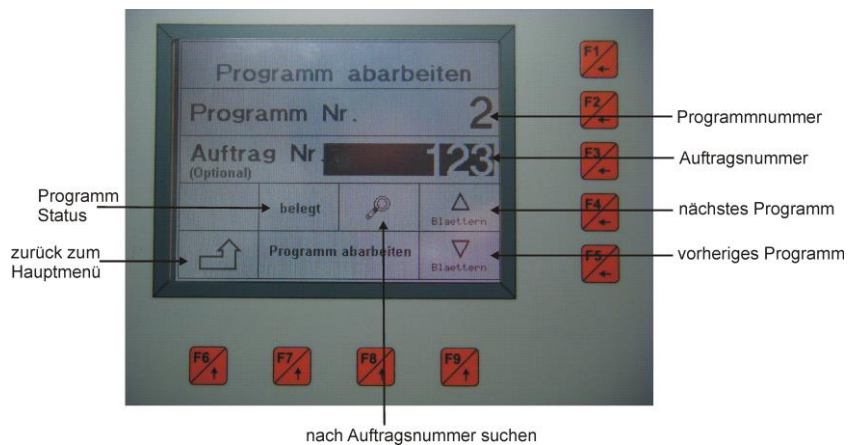 Programm abarbeiten
Programm Nr. 2
Auftrag Nr. 123
(Optional)
belegt
Blaettern
Programm abarbeiten
Blaettern
F1
F2
F3
F4
F5
F6
F7
F8
F9
Programmnummer
Auftragsnummer
nächstes Programm
vorheriges Programm
Programm
Status
zurück zum
Hauptmenü
nach Auftragsnummer suchen